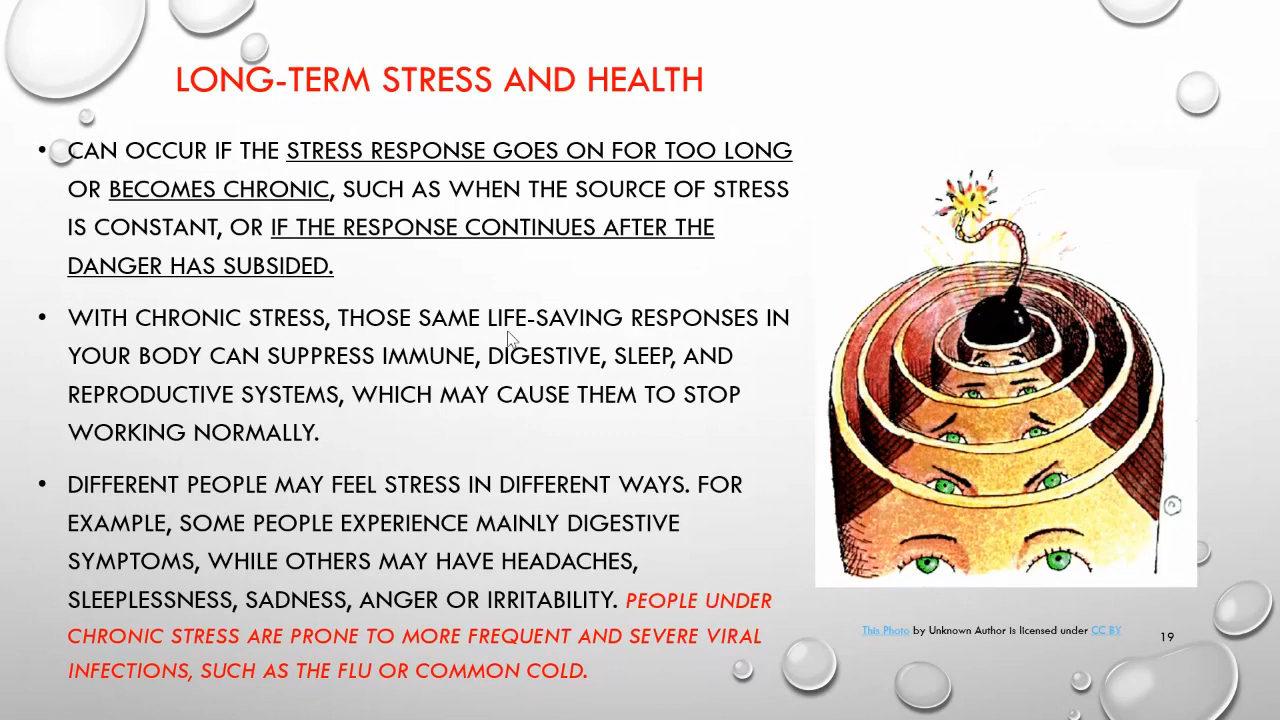 LONG-TERM STRESS AND HEALTH
• CAN OCCUR IF THE STRESS RESPONSE GOES ON FOR TOO LONG
OR BECOMES CHRONIC, SUCH AS WHEN THE SOURCE OF STRESS
IS CONSTANT, OR IF THE RESPONSE CONTINUES AFTER THE
DANGER HAS SUBSIDED.
• WITH CHRONIC STRESS, THOSE SAME LIFE-SAVING RESPONSES IN
YOUR BODY CAN SUPPRESS IMMUNE, DIGESTIVE, SLEEP, AND
REPRODUCTIVE SYSTEMS, WHICH MAY CAUSE THEM TO STOP
WORKING NORMALLY.
• DIFFERENT PEOPLE MAY FEEL STRESS IN DIFFERENT WAYS. FOR
EXAMPLE, SOME PEOPLE EXPERIENCE MAINLY DIGESTIVE
SYMPTOMS, WHILE OTHERS MAY HAVE HEADACHES,
SLEEPLESSNESS, SADNESS, ANGER OR IRRITABILITY. PEOPLE UNDER
CHRONIC STRESS ARE PRONE TO MORE FREQUENT AND SEVERE VIRAL
INFECTIONS, SUCH AS THE FLU OR COMMON COLD.
This Photo by Unknown Author is licensed under CC BY
19